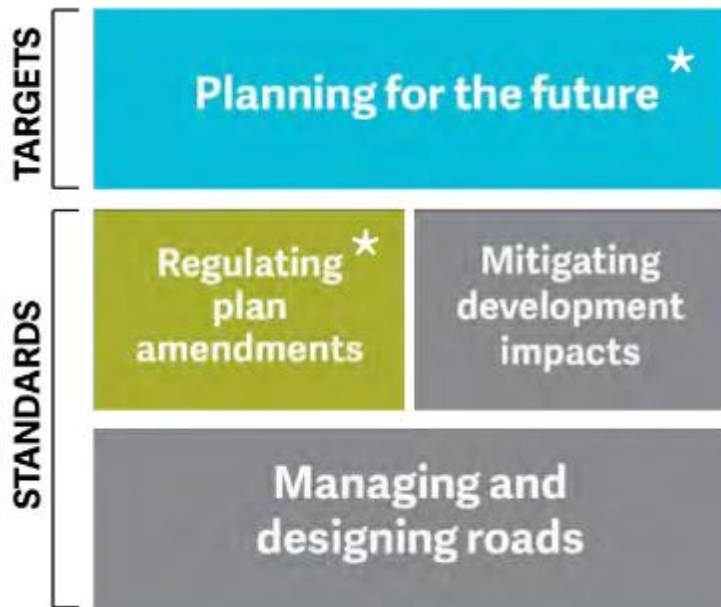 TARGETS
Planning for the future *
STANDARDS
Regulating *
plan
amendments
Mitigating
development
impacts
Managing and
designing roads